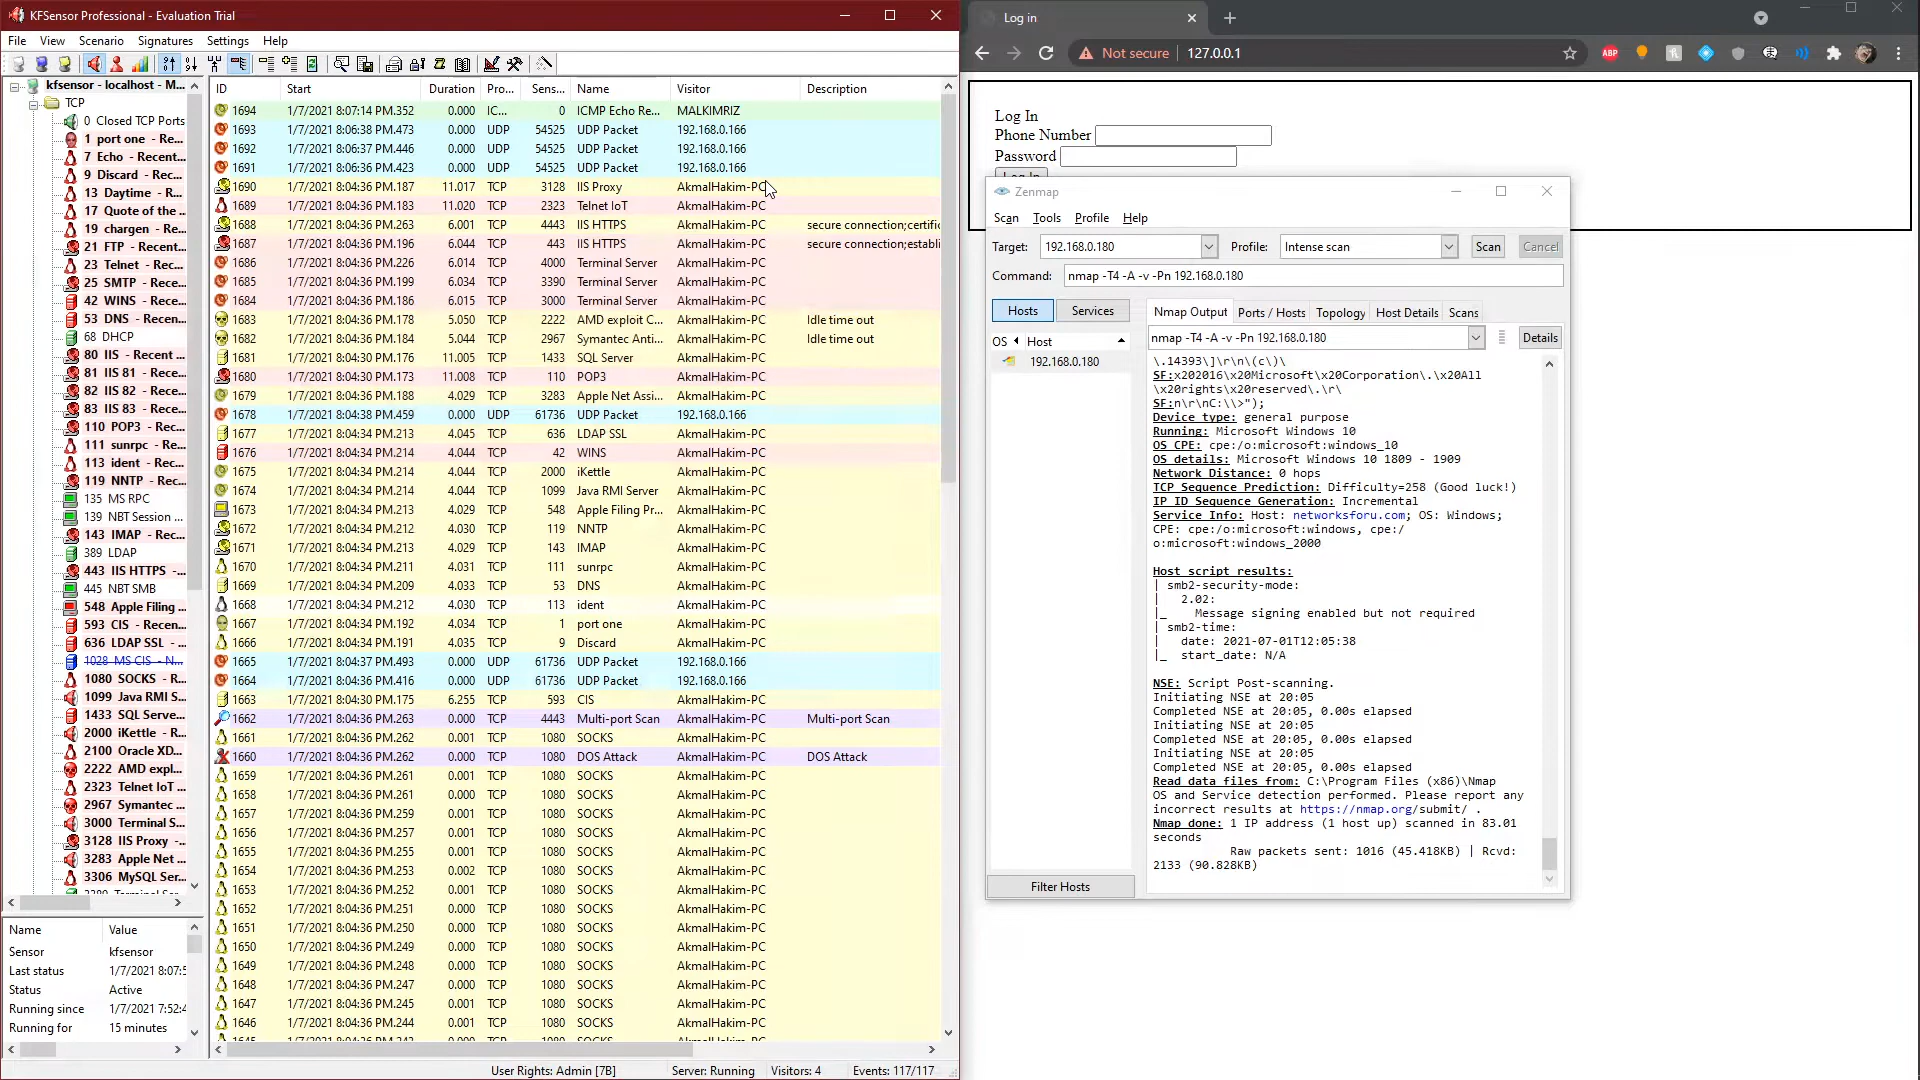 KFSensor Professional - Evaluation Trial
File View Scenario Signatures Settings Help
kfsensor - localhost - M...
TCP
0 Closed TCP Ports
1 port one - Re...
7 Echo - Recent...
9 Discard - Rec...
13 Daytime - Re...
17 Quote of the ...
19 chargen - Rec...
21 FTP - Recent...
23 Telnet - Rec...
25 SMTP - Rece...
42 WINS - Rece...
53 DNS - Recen...
68 DHCP
80 IIS - Recent ...
81 IIS 81 - Rece...
82 IIS 82 - Rece...
83 IIS 83 - Rece...
110 POP3 - Rec...
111 sunrpc - Re...
113 ident - Rec...
119 NNTP - Rec...
135 MS RPC
139 NBT Session ...
143 IMAP - Rec...
389 LDAP
443 IIS HTTPS -...
445 NBT SMB
548 Apple Filing ...
593 CIS - Recen...
636 LDAP SSL - ...
1028 MS CIS - N...
1080 SOCKS - R...
1099 Java RMI S...
1433 SQL Serve...
2000 iKettle - R...
2100 Oracle XD...
2222 AMD expl...
2323 Telnet IoT ...
2967 Symantec ...
3000 Terminal S...
3128 IIS Proxy -...
3283 Apple Net ...
3306 MySQL Ser...
Name Value
Sensor kfsensor
Last status 1/7/2021 8:07:5
Status Active
Running since 1/7/2021 7:52:4
Running for 15 minutes
ID Start Duration Pro... Sens... Name Visitor Description
1694 1/7/2021 8:07:14 PM.352 0.000 IC... 0 ICMP Echo Re... MALKIMRIZ
1693 1/7/2021 8:06:38 PM.473 0.000 UDP 54525 UDP Packet 192.168.0.166
1692 1/7/2021 8:06:37 PM.446 0.000 UDP 54525 UDP Packet 192.168.0.166
1691 1/7/2021 8:06:36 PM.423 0.000 UDP 54525 UDP Packet 192.168.0.166
1690 1/7/2021 8:04:36 PM.187 11.017 TCP 3128 IIS Proxy AkmalHakim-PC
1689 1/7/2021 8:04:36 PM.183 11.020 TCP 2323 Telnet IoT AkmalHakim-PC
1688 1/7/2021 8:04:36 PM.263 6.001 TCP 4443 IIS HTTPS AkmalHakim-PC secure connection;certific
1687 1/7/2021 8:04:36 PM.196 6.044 TCP 443 IIS HTTPS AkmalHakim-PC secure connection;establi
1686 1/7/2021 8:04:36 PM.226 6.014 TCP 4000 Terminal Server AkmalHakim-PC
1685 1/7/2021 8:04:36 PM.199 6.034 TCP 3390 Terminal Server AkmalHakim-PC
1684 1/7/2021 8:04:36 PM.186 6.015 TCP 3000 Terminal Server AkmalHakim-PC
1683 1/7/2021 8:04:36 PM.178 5.050 TCP 2222 AMD exploit C... AkmalHakim-PC Idle time out
1682 1/7/2021 8:04:36 PM.184 5.044 TCP 2967 Symantec Anti... AkmalHakim-PC Idle time out
1681 1/7/2021 8:04:30 PM.176 11.005 TCP 1433 SQL Server AkmalHakim-PC
1680 1/7/2021 8:04:30 PM.173 11.008 TCP 110 POP3 AkmalHakim-PC
1679 1/7/2021 8:04:36 PM.188 4.029 TCP 3283 Apple Net Assi... AkmalHakim-PC
1678 1/7/2021 8:04:38 PM.459 0.000 UDP 61736 UDP Packet 192.168.0.166
1677 1/7/2021 8:04:34 PM.213 4.045 TCP 636 LDAP SSL AkmalHakim-PC
1676 1/7/2021 8:04:34 PM.214 4.044 TCP 42 WINS AkmalHakim-PC
1675 1/7/2021 8:04:34 PM.214 4.044 TCP 2000 iKettle AkmalHakim-PC
1674 1/7/2021 8:04:34 PM.214 4.044 TCP 1099 Java RMI Server AkmalHakim-PC
1673 1/7/2021 8:04:34 PM.213 4.029 TCP 548 Apple Filing Pr... AkmalHakim-PC
1672 1/7/2021 8:04:34 PM.212 4.030 TCP 119 NNTP AkmalHakim-PC
1671 1/7/2021 8:04:34 PM.213 4.029 TCP 143 IMAP AkmalHakim-PC
1670 1/7/2021 8:04:34 PM.211 4.031 TCP 111 sunrpc AkmalHakim-PC
1669 1/7/2021 8:04:34 PM.209 4.033 TCP 53 DNS AkmalHakim-PC
1668 1/7/2021 8:04:34 PM.212 4.030 TCP 113 ident AkmalHakim-PC
1667 1/7/2021 8:04:34 PM.192 4.034 TCP 1 port one AkmalHakim-PC
1666 1/7/2021 8:04:34 PM.191 4.035 TCP 9 Discard AkmalHakim-PC
1665 1/7/2021 8:04:37 PM.493 0.000 UDP 61736 UDP Packet 192.168.0.166
1664 1/7/2021 8:04:36 PM.416 0.000 UDP 61736 UDP Packet 192.168.0.166
1663 1/7/2021 8:04:30 PM.175 6.255 TCP 593 CIS AkmalHakim-PC
1662 1/7/2021 8:04:36 PM.263 0.000 TCP 4443 Multi-port Scan AkmalHakim-PC Multi-port Scan
1661 1/7/2021 8:04:36 PM.262 0.001 TCP 1080 SOCKS AkmalHakim-PC
1660 1/7/2021 8:04:36 PM.262 0.000 TCP 1080 DOS Attack AkmalHakim-PC DOS Attack
1659 1/7/2021 8:04:36 PM.261 0.001 TCP 1080 SOCKS AkmalHakim-PC
1658 1/7/2021 8:04:36 PM.261 0.000 TCP 1080 SOCKS AkmalHakim-PC
1657 1/7/2021 8:04:36 PM.259 0.001 TCP 1080 SOCKS AkmalHakim-PC
1656 1/7/2021 8:04:36 PM.257 0.001 TCP 1080 SOCKS AkmalHakim-PC
1655 1/7/2021 8:04:36 PM.255 0.001 TCP 1080 SOCKS AkmalHakim-PC
1654 1/7/2021 8:04:36 PM.253 0.002 TCP 1080 SOCKS AkmalHakim-PC
1653 1/7/2021 8:04:36 PM.252 0.001 TCP 1080 SOCKS AkmalHakim-PC
1652 1/7/2021 8:04:36 PM.251 0.000 TCP 1080 SOCKS AkmalHakim-PC
1651 1/7/2021 8:04:36 PM.250 0.000 TCP 1080 SOCKS AkmalHakim-PC
1650 1/7/2021 8:04:36 PM.249 0.000 TCP 1080 SOCKS AkmalHakim-PC
1649 1/7/2021 8:04:36 PM.248 0.000 TCP 1080 SOCKS AkmalHakim-PC
1648 1/7/2021 8:04:36 PM.247 0.000 TCP 1080 SOCKS AkmalHakim-PC
1647 1/7/2021 8:04:36 PM.245 0.001 TCP 1080 SOCKS AkmalHakim-PC
1646 1/7/2021 8:04:36 PM.244 0.001 TCP 1080 SOCKS AkmalHakim-PC
User Rights: Admin [7B] Server: Running Visitors: 4 Events: 117/117
Log in
Not secure 127.0.0.1
ABP
Log In
Phone Number
Password
Log In
Zenmap
Scan Tools Profile Help
Target: 192.168.0.180 Profile: Intense scan Scan Cancel
Command: nmap -T4 -A -v -Pn 192.168.0.180
Hosts Services
OS Host
192.168.0.180
Filter Hosts
Nmap Output Ports / Hosts Topology Host Details Scans
nmap -T4 -A -v -Pn 192.168.0.180 Details
\.14393\]\r\n\(c\)\
SF:x202016\x20Microsoft\x20Corporation\.\x20All
\x20rights\x20reserved\.\r\
SF:n\r\nC:\\>");
Device type: general purpose
Running: Microsoft Windows 10
OS CPE: cpe:/o:microsoft:windows_10
OS details: Microsoft Windows 10 1809 - 1909
Network Distance: 0 hops
TCP Sequence Prediction: Difficulty=258 (Good luck!)
IP ID Sequence Generation: Incremental
Service Info: Host: networksforu.com; OS: Windows;
CPE: cpe:/o:microsoft:windows, cpe:/
o:microsoft:windows_2000
Host script results:
| smb2-security-mode:
| 2.02:
|_ Message signing enabled but not required
| smb2-time:
| date: 2021-07-01T12:05:38
|_ start_date: N/A
NSE: Script Post-scanning.
Initiating NSE at 20:05
Completed NSE at 20:05, 0.00s elapsed
Initiating NSE at 20:05
Completed NSE at 20:05, 0.00s elapsed
Initiating NSE at 20:05
Completed NSE at 20:05, 0.00s elapsed
Read data files from: C:\Program Files (x86)\Nmap
OS and Service detection performed. Please report any
incorrect results at https://nmap.org/submit/ .
Nmap done: 1 IP address (1 host up) scanned in 83.01
seconds
Raw packets sent: 1016 (45.418KB) | Rcvd:
2133 (90.828KB)